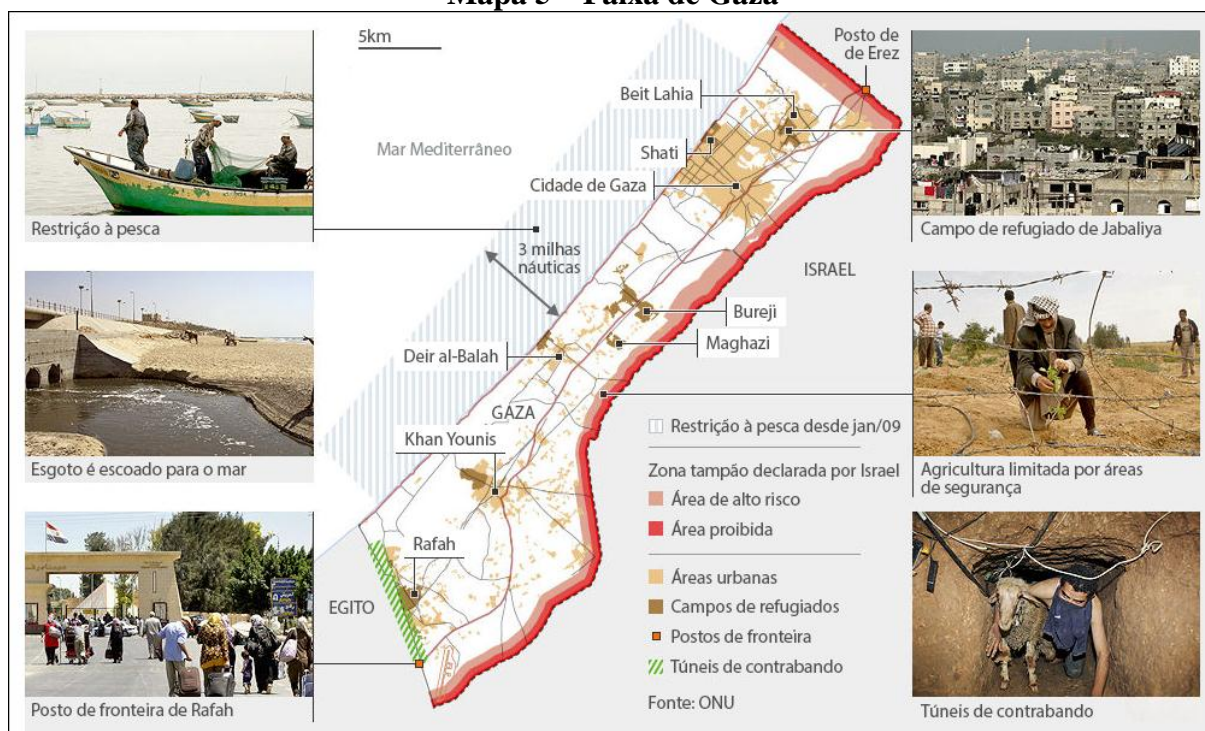 Mapa 3 – Faixa de Gaza
5km
Posto de
de Erez
Beit Lahia
Shati
Mar Mediterrâneo
Cidade de Gaza
Restrição à pesca
Campo de refugiado de Jabaliya
3 milhas
náuticas
ISRAEL
Bureji
Maghazi
Deir al-Balah
GAZA
Khan Younis
Esgoto é escoado para o mar
Restrição à pesca desde jan/09
Zona tampão declarada por Israel
Área de alto risco
Área proibida
Agricultura limitada por áreas
de segurança
Rafah
EGITO
Áreas urbanas
Campos de refugiados
Postos de fronteira
Túneis de contrabando
Fonte: ONU
Posto de fronteira de Rafah
Túneis de contrabando